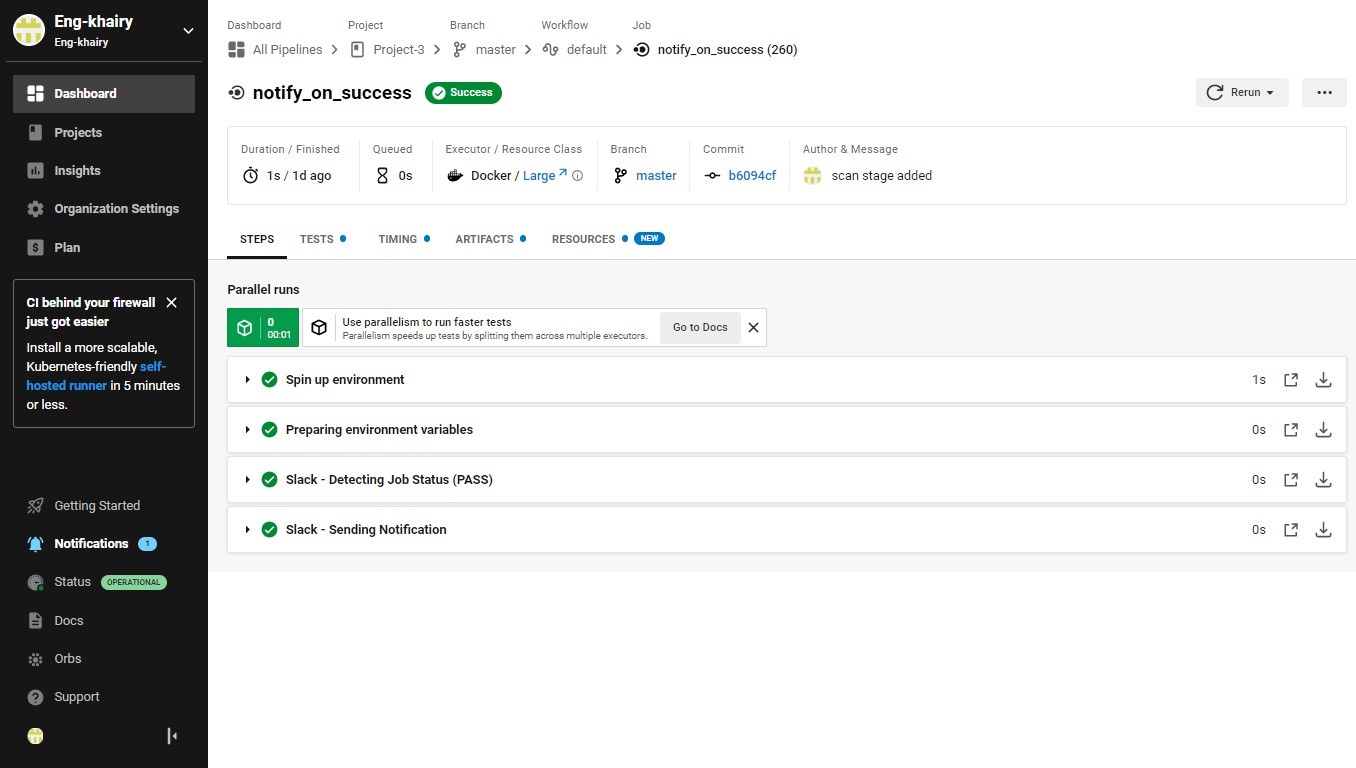 Eng-khairy
Eng-khairy
Dashboard
Projects
Insights
Organization Settings
$ Plan
CI behind your firewall
just got easier
Install a more scalable,
Kubernetes-friendly self-
hosted runner in 5 minutes
or less.
Getting Started
Notifications 1
Status OPERATIONAL
Docs
Orbs
? Support
Dashboard Project Branch Workflow Job
All Pipelines Project-3 master default notify_on_success (260)
notify_on_success Success Rerun
Duration / Finished Queued Executor / Resource Class Branch Commit Author & Message
1s / 1d ago 0s Docker / Large master b6094cf scan stage added
STEPS TESTS TIMING ARTIFACTS RESOURCES NEW
Parallel runs
0
00:01
Use parallelism to run faster tests
Parallelism speeds up tests by splitting them across multiple executors.
Go to Docs
Spin up environment 1s
Preparing environment variables 0s
Slack - Detecting Job Status (PASS) 0s
Slack - Sending Notification 0s